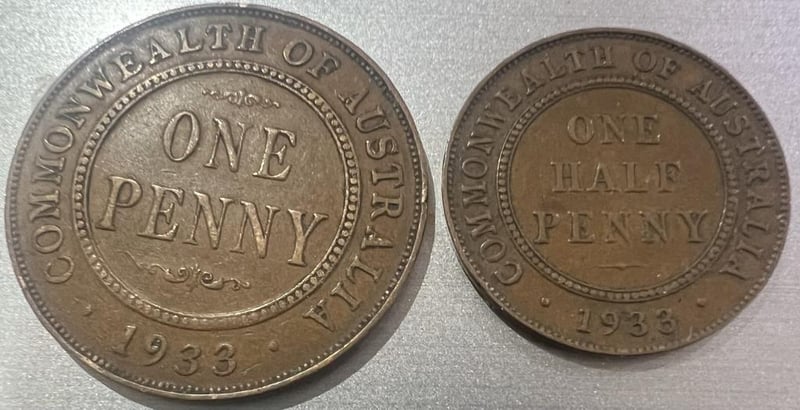 COMMONWEALTH OF AUSTRALIA
ONE
PENNY
1933
COMMONWEALTH OF AUSTRALIA
ONE
HALF
PENNY
1933